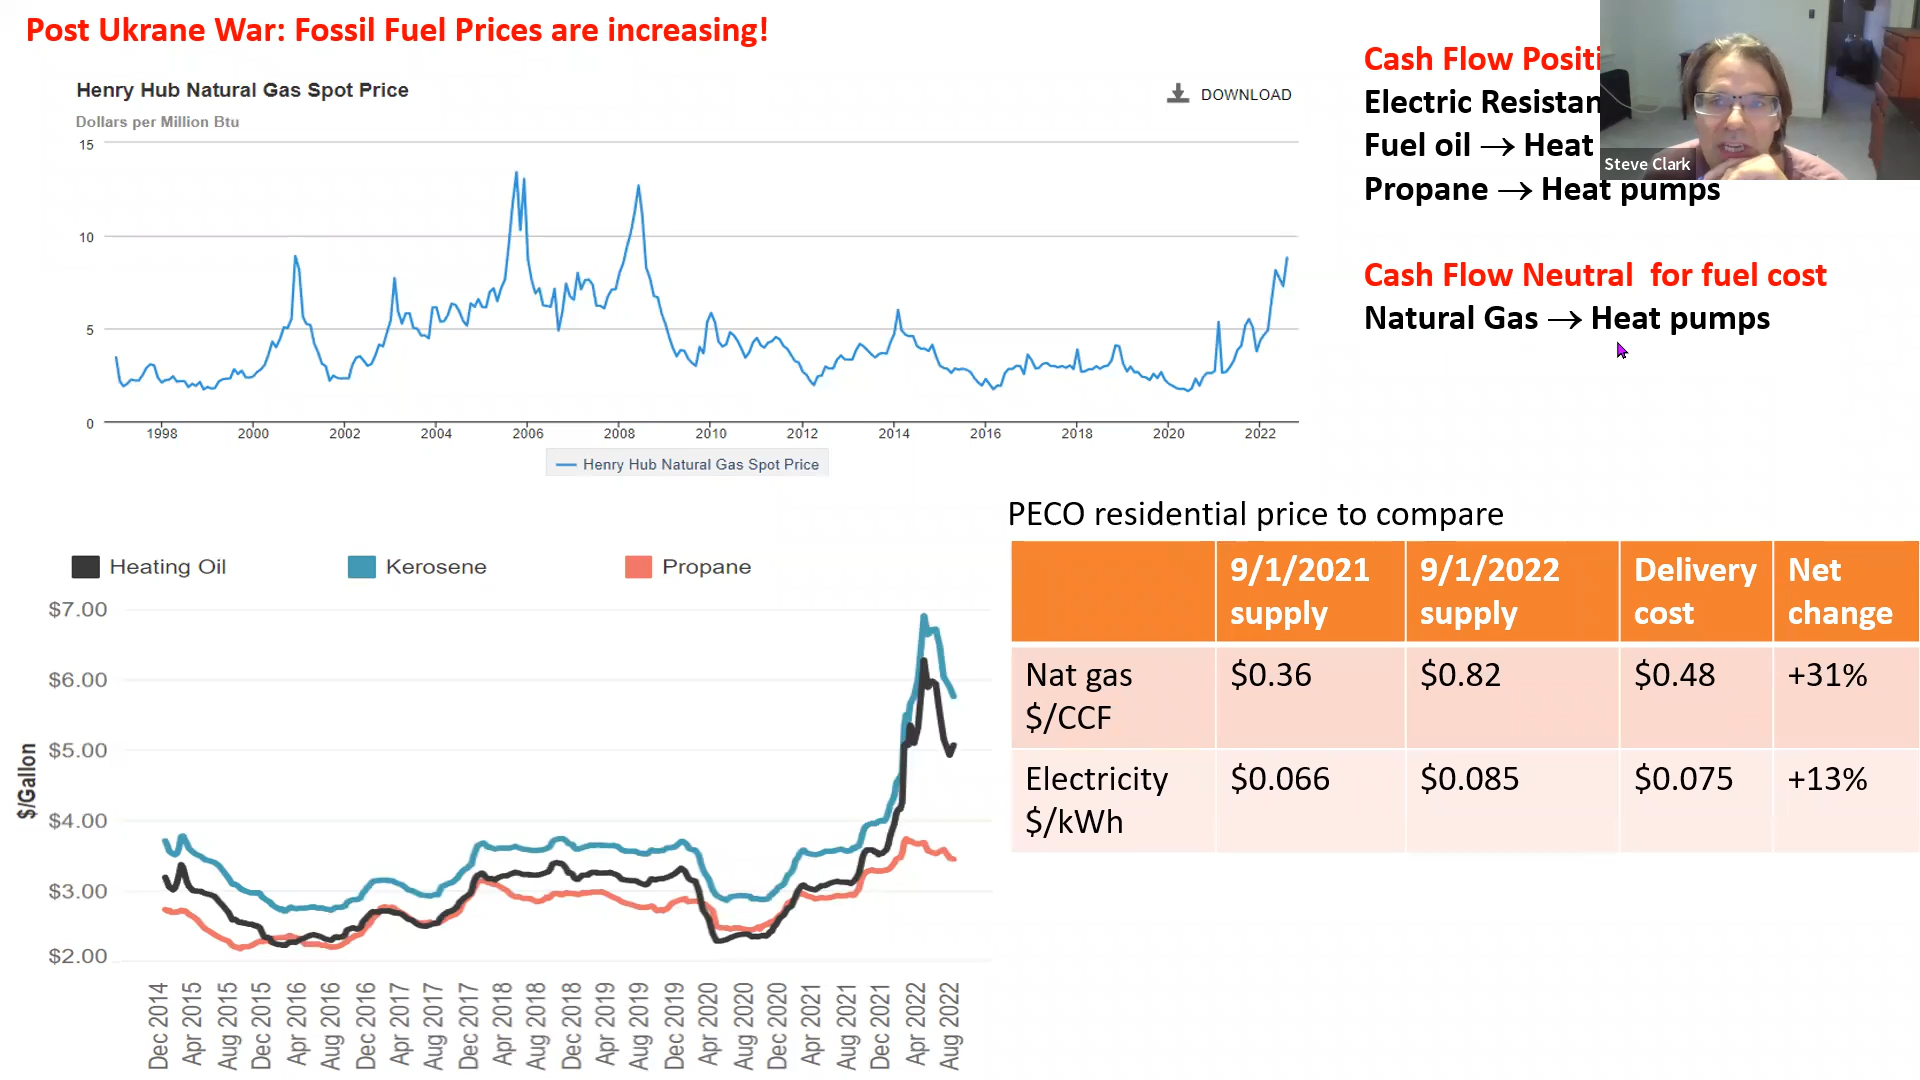 Post Ukrane War: Fossil Fuel Prices are increasing!
Henry Hub Natural Gas Spot Price
DOWNLOAD
Dollars per Million Btu
15
10
5
0
1998 2000 2002 2004 2006 2008 2010 2012 2014 2016 2018 2020 2022
Henry Hub Natural Gas Spot Price
Cash Flow
Electric
Fuel oil → Heat
Propane → Heat pumps
Steve Clark
Cash Flow Neutral for fuel cost
Natural Gas → Heat pumps
Heating Oil Kerosene Propane
$/Gallon
$7.00
$6.00
$5.00
$4.00
$3.00
$2.00
Dec 2014 Apr 2015 Aug 2015 Dec 2015 Apr 2016 Aug 2016 Dec 2016 Apr 2017 Aug 2017 Dec 2017 Apr 2018 Aug 2018 Dec 2018 Apr 2019 Aug 2019 Dec 2019 Apr 2020 Aug 2020 Dec 2020 Apr 2021 Aug 2021 Dec 2021 Apr 2022 Aug 2022
PECO residential price to compare
9/1/2021 supply 9/1/2022 supply Delivery cost Net change
Nat gas $/CCF $0.36 $0.82 $0.48 +31%
Electricity $/kWh $0.066 $0.085 $0.075 +13%